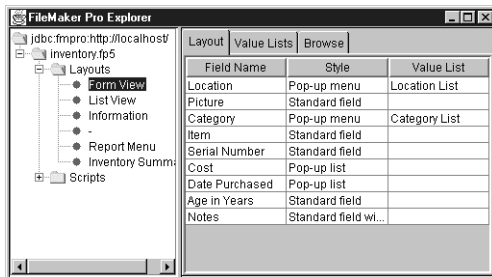 FileMaker Pro Explorer
jdbc:fmpro:http://localhost/
inventory.fp5
Layouts
Form View
List View
Information
-
Report Menu
Inventory Summa
Scripts
Layout Value Lists Browse
Field Name Style Value List
Location Pop-up menu Location List
Picture Standard field
Category Pop-up menu Category List
Item Standard field
Serial Number Standard field
Cost Pop-up list
Date Purchased Pop-up list
Age in Years Standard field
Notes Standard field wi...